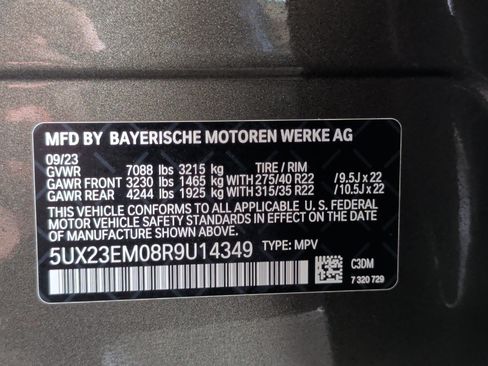 MFD BY BAYERISCHE MOTOREN WERKE AG
09/23
GVWR 7088 lbs 3215 kg TIRE / RIM
GAWR FRONT 3230 lbs 1465 kg WITH 275/40 R22 / 9.5J x 22
GAWR REAR 4244 lbs 1925 kg WITH 315/35 R22 / 10.5J x 22
THIS VEHICLE CONFORMS TO ALL APPLICABLE U. S. FEDERAL
MOTOR VEHICLE SAFETY STANDARDS IN EFFECT ON THE
DATE OF MANUFACTURE SHOWN ABOVE.
5UX23EM08R9U14349 TYPE: MPV
C3DM
7 320 729